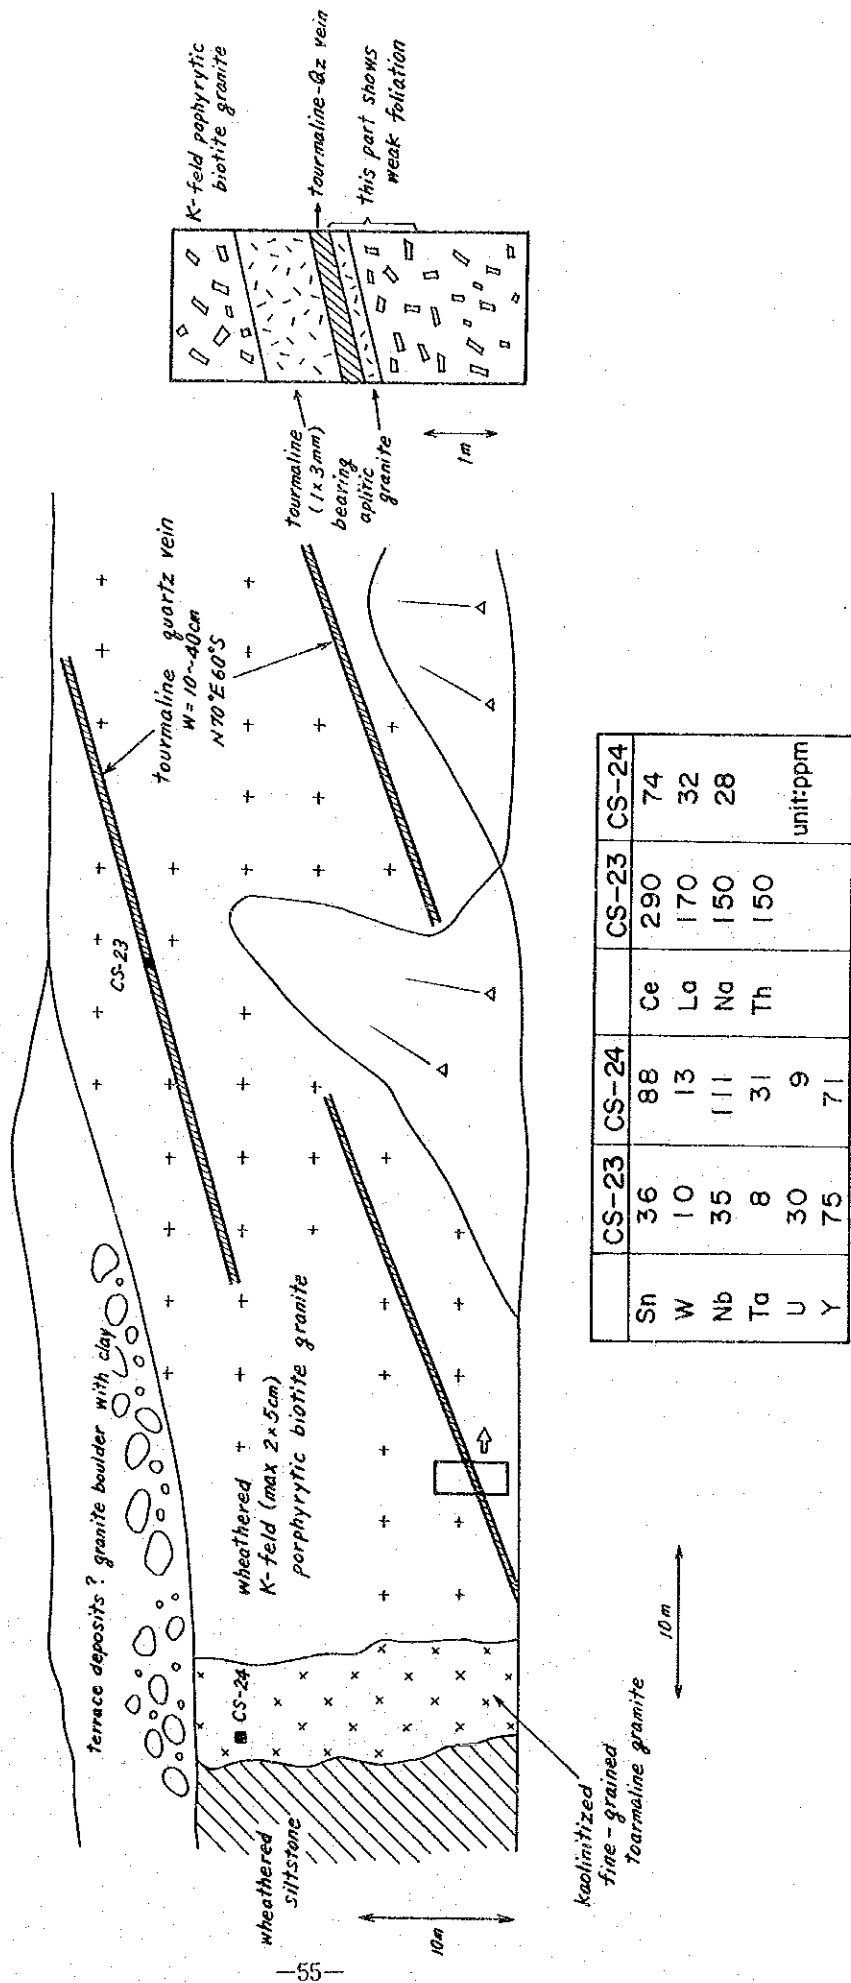 terrace deposits ? granite boulder with clay
CS-23
tourmaline quartz vein
W = 10~40cm
N70°E60°S
wheathered
siltstone
CS-24
wheathered
K-feld (max 2×5cm)
porphyrytic biotite granite
kaolinitized
fine-grained
toarmaline gramite
10m
10m
K-feld paphyrytic
biotite granite
tourmaline-Qz vein
this part shows
weak foliation
tourmaline
(1×3mm)
bearing
aplitic
granite
1m
CS-23 CS-24 CS-23 CS-24
Sn 36 88 Ce 290 74
W 10 13 La 170 32
Nb 35 111 Nd 150 28
Ta 8 31 Th 150
U 30 9 unit:ppm
Y 75 71
—55—